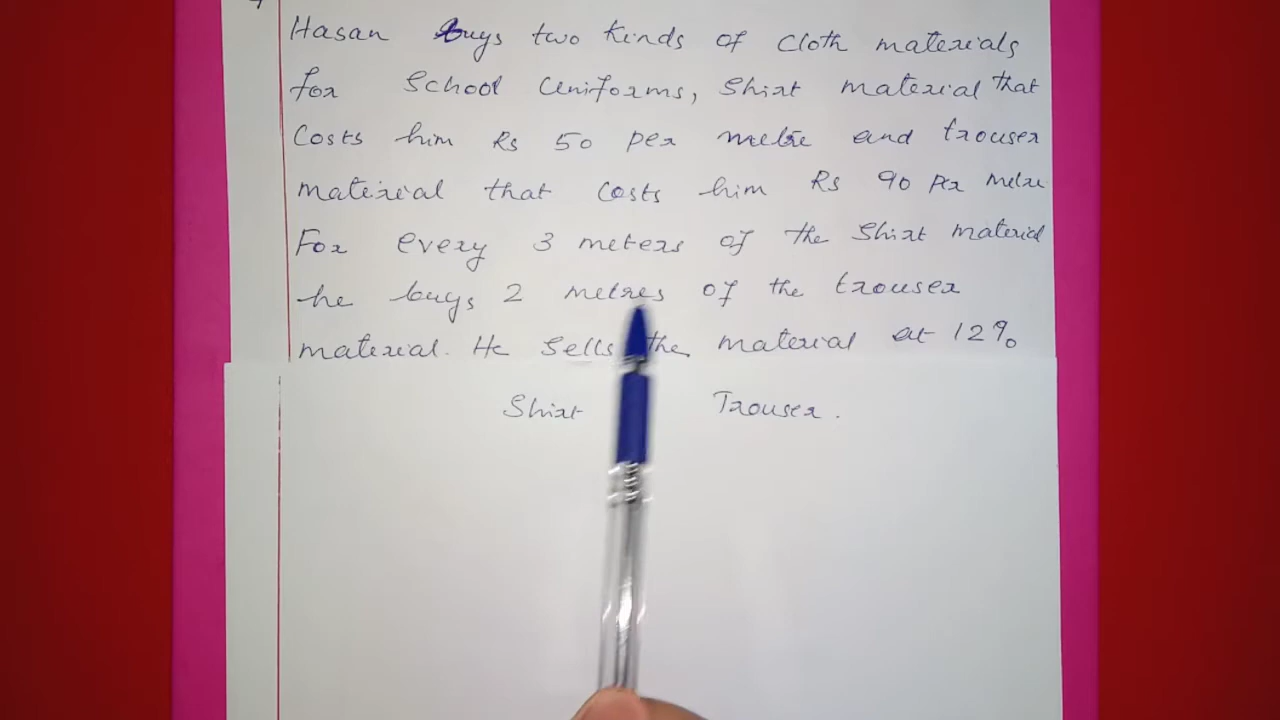 Hasan buys two kinds of cloth materials
for School Uniforms, Shirt material that
Costs him Rs 50 per metre and trouser
material that costs him Rs 90 per metre
For every 3 meters of the Shirt material
he buys 2 metres of the trouser
material. He Sells the material at 12%
Shirt Trouser.